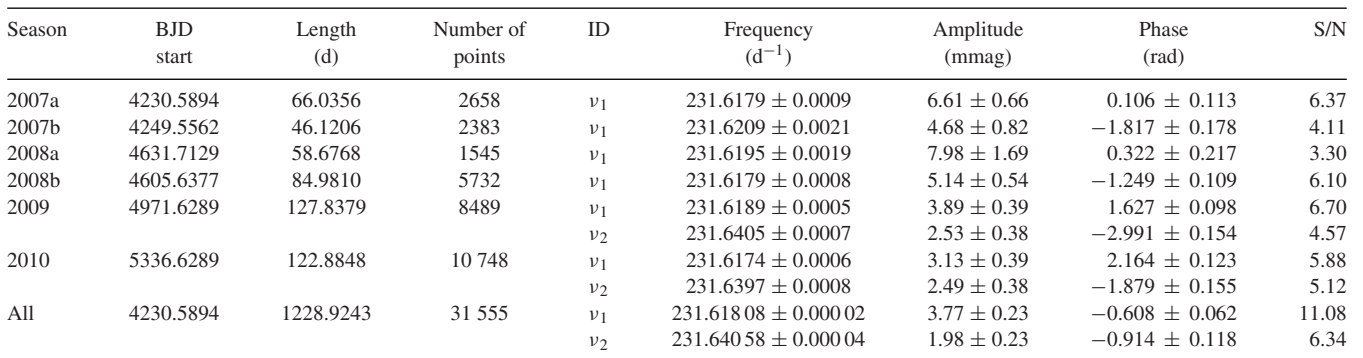 Season BJD Length Number of ID Frequency Amplitude Phase S/N
start (d) points (d−1) (mmag) (rad)
2007a 4230.5894 66.0356 2658 ν1 231.6179 ± 0.0009 6.61 ± 0.66 0.106 ± 0.113 6.37
2007b 4249.5562 46.1206 2383 ν1 231.6209 ± 0.0021 4.68 ± 0.82 −1.817 ± 0.178 4.11
2008a 4631.7129 58.6768 1545 ν1 231.6195 ± 0.0019 7.98 ± 1.69 0.322 ± 0.217 3.30
2008b 4605.6377 84.9810 5732 ν1 231.6179 ± 0.0008 5.14 ± 0.54 −1.249 ± 0.109 6.10
2009 4971.6289 127.8379 8489 ν1 231.6189 ± 0.0005 3.89 ± 0.39 1.627 ± 0.098 6.70
ν2 231.6405 ± 0.0007 2.53 ± 0.38 −2.991 ± 0.154 4.57
2010 5336.6289 122.8848 10 748 ν1 231.6174 ± 0.0006 3.13 ± 0.39 2.164 ± 0.123 5.88
ν2 231.6397 ± 0.0008 2.49 ± 0.38 −1.879 ± 0.155 5.12
All 4230.5894 1228.9243 31 555 ν1 231.618 08 ± 0.000 02 3.77 ± 0.23 −0.608 ± 0.062 11.08
ν2 231.640 58 ± 0.000 04 1.98 ± 0.23 −0.914 ± 0.118 6.34